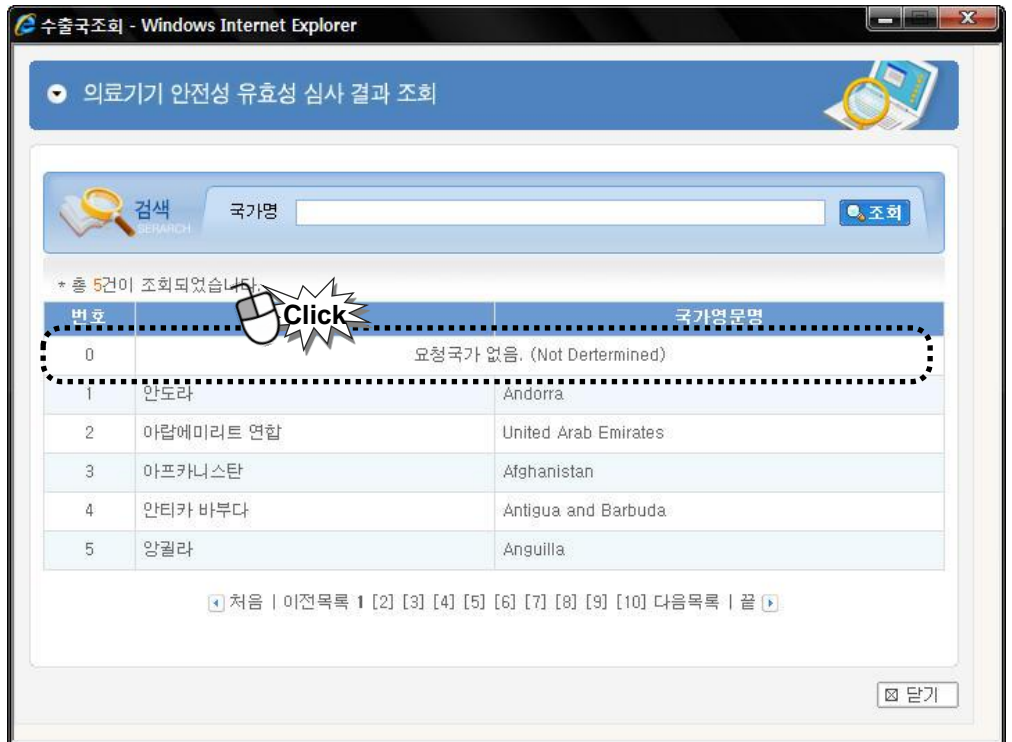 수출국조회 - Windows Internet Explorer
의료기기 안전성 유효성 심사 결과 조회
검색
SERARCH
국가명
조회
* 총 5건이 조회되었습니다.
Click
번호 국가영문명
0 요청국가 없음. (Not Dertermined)
1 안도라 Andorra
2 아랍에미리트 연합 United Arab Emirates
3 아프카니스탄 Afghanistan
4 안티카 바부다 Antigua and Barbuda
5 앙귈라 Anguilla
처음 | 이전목록 1 [2] [3] [4] [5] [6] [7] [8] [9] [10] 다음목록 | 끝
닫기